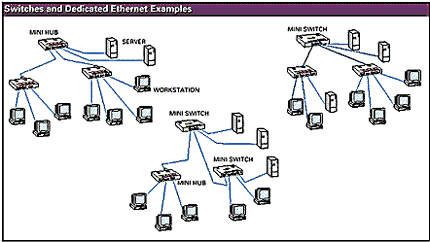 Switches and Dedicated Ethernet Examples
MINI HUB
SERVER
WORKSTATION
MINI SWITCH
MINI SWITCH
MINI SWITCH
MINI HUB